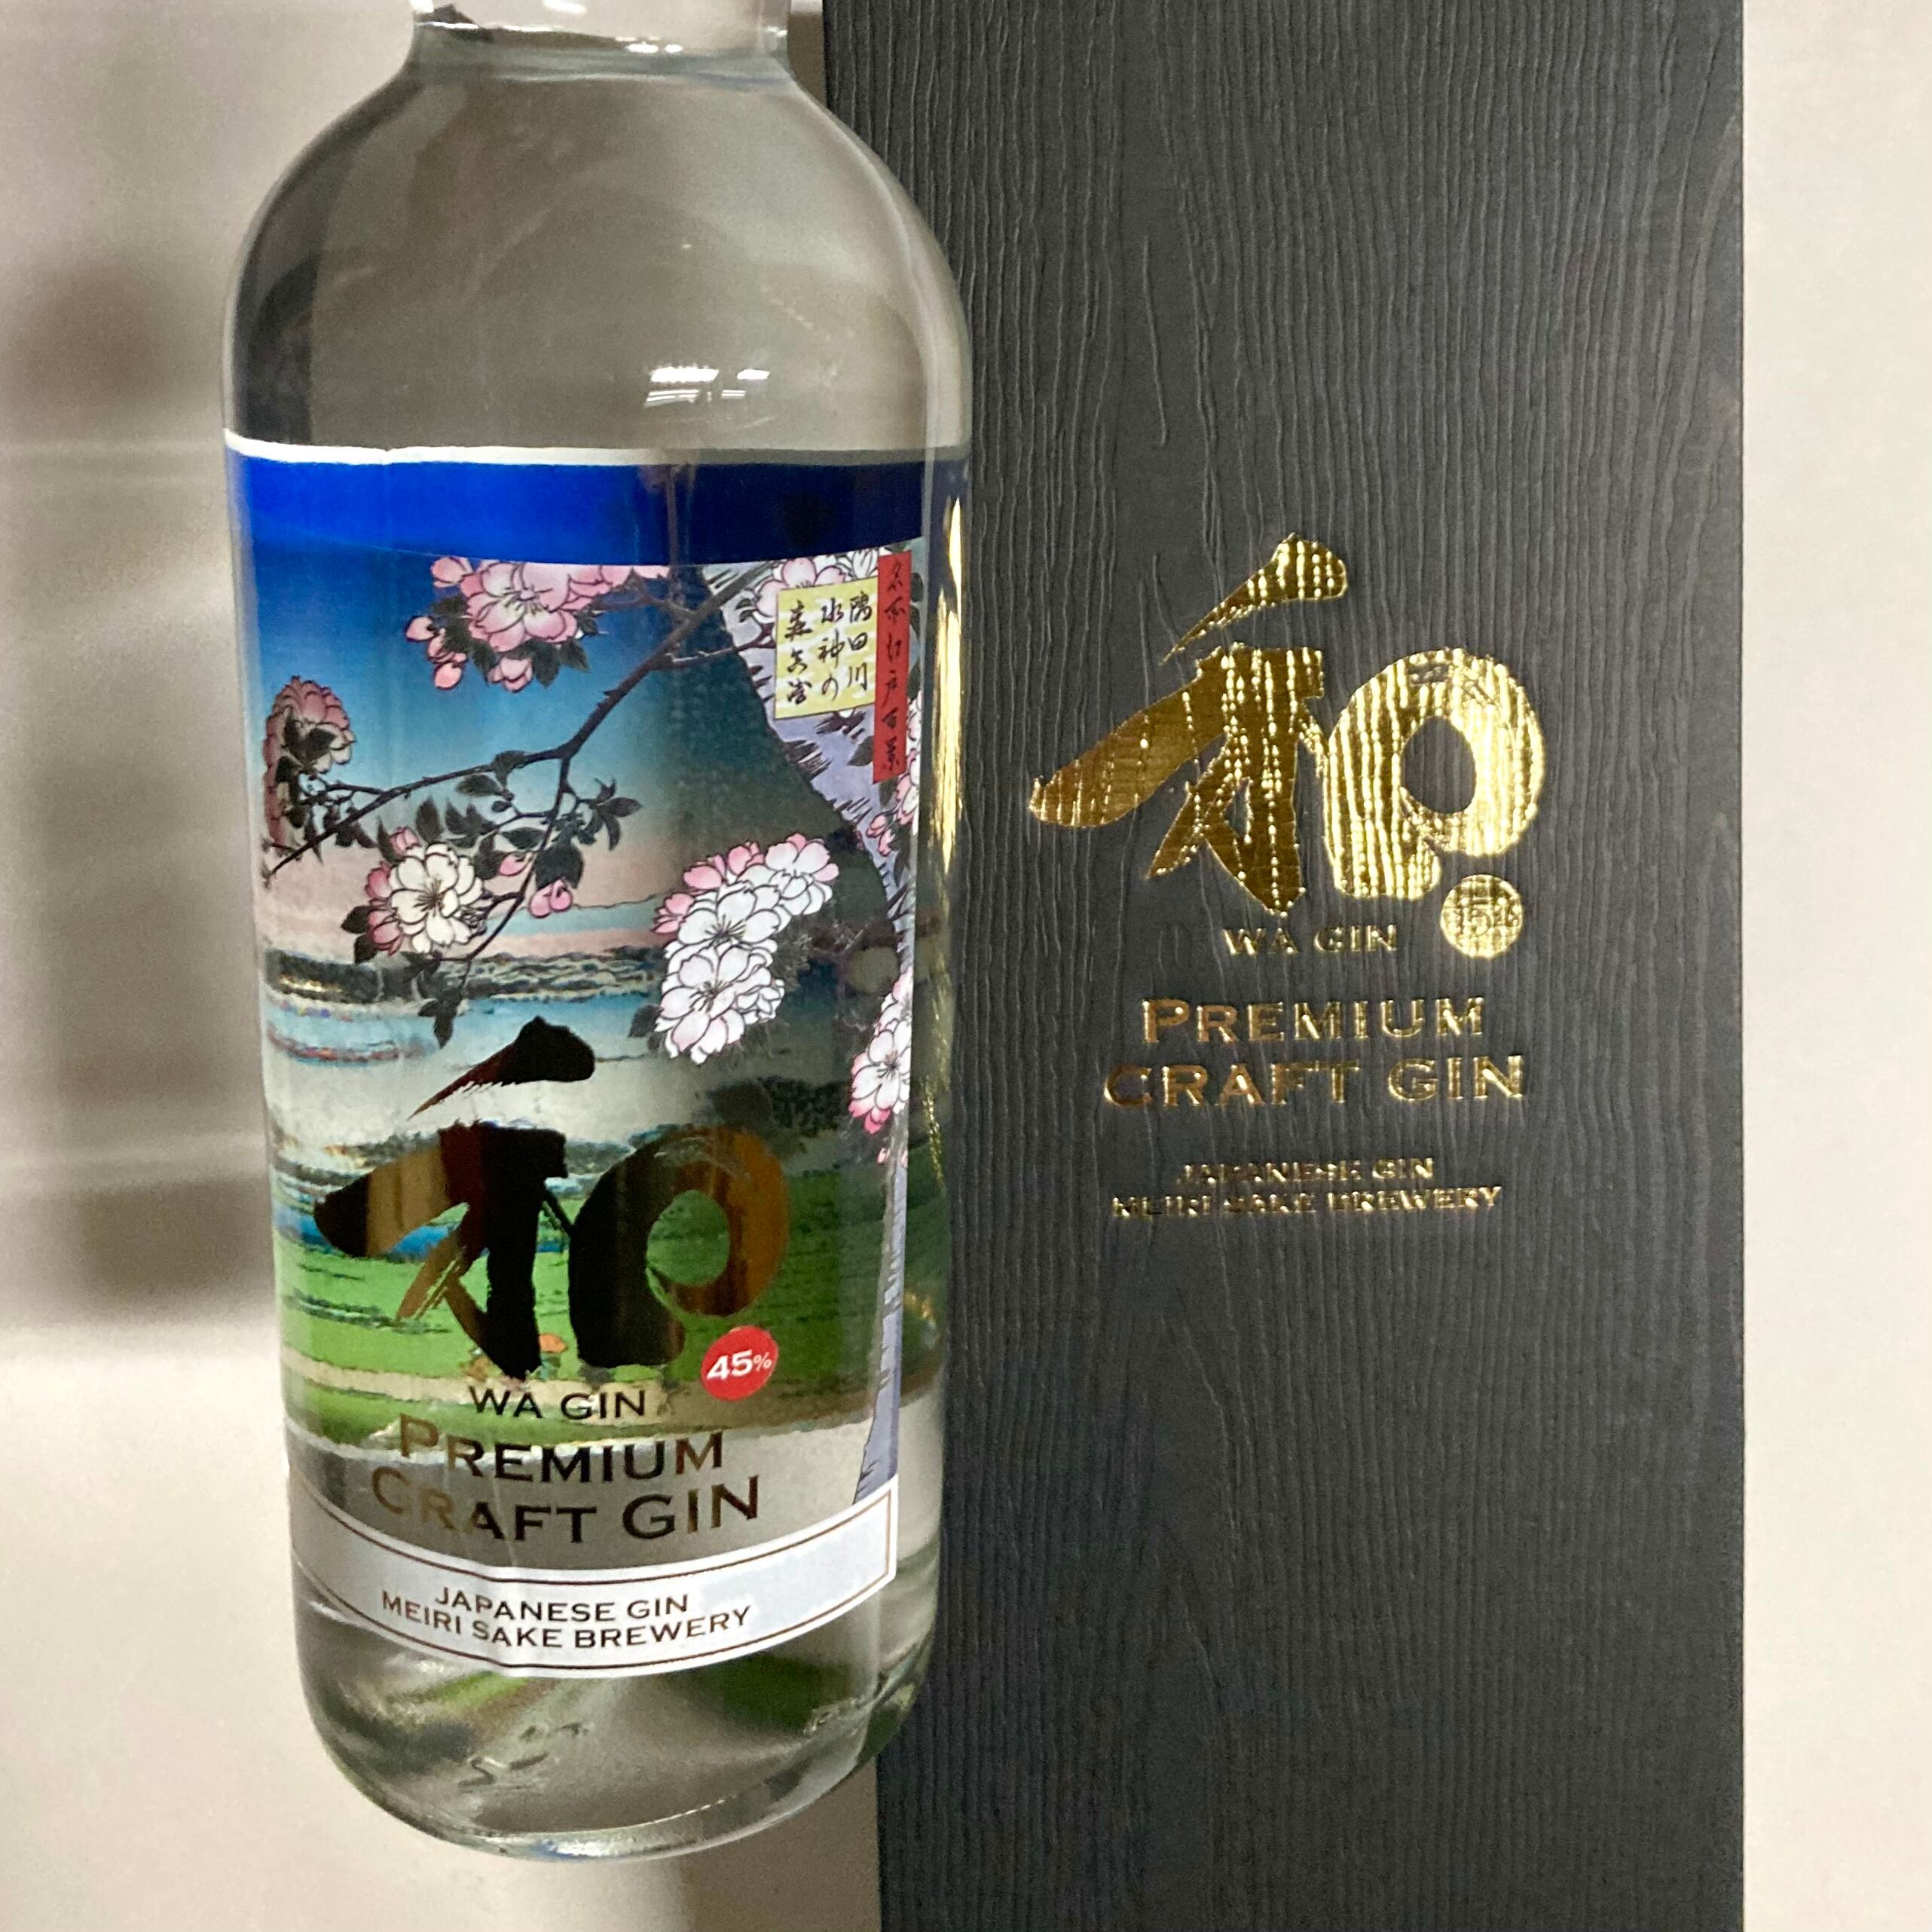 名所江戸百景
隅田川
水神の
森真崎
和
45%
WA GIN
PREMIUM
CRAFT GIN
JAPANESE GIN
MEIRI SAKE BREWERY
和
WA GIN
PREMIUM
CRAFT GIN
JAPANESE GIN
MEIRI SAKE BREWERY